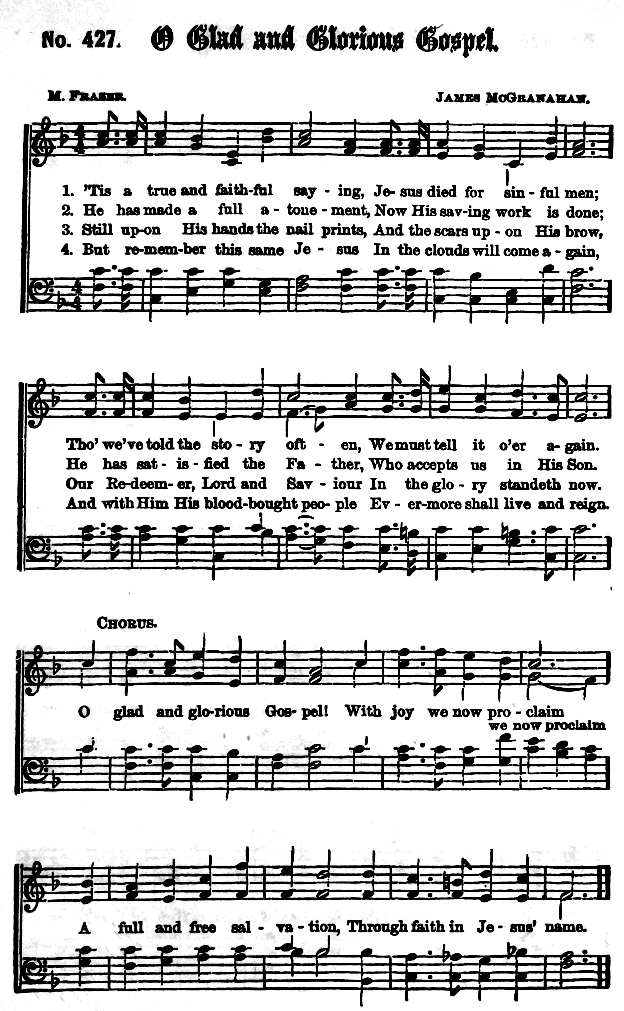 No. 427. O Glad and Glorious Gospel.
M. Fraser. James McGranahan.
1. 'Tis a true and faith-ful say - ing, Je-sus died for sin - ful men;
2. He has made a full a - tone - ment, Now His sav-ing work is done;
3. Still up-on His hands the nail prints, And the scars up - on His brow,
4. But re-mem-ber this same Je - sus In the clouds will come a - gain,
Tho' we've told the sto - ry oft - en, We must tell it o'er a - gain.
He has sat - is - fied the Fa - ther, Who accepts us in His Son.
Our Re-deem - er, Lord and Sav - iour In the glo - ry standeth now.
And with Him His blood-bought peo - ple Ev - er-more shall live and reign.
Chorus.
O glad and glo-rious Gos-pel! With joy we now pro-claim
we now proclaim
A full and free sal - va - tion, Through faith in Je - sus' name.